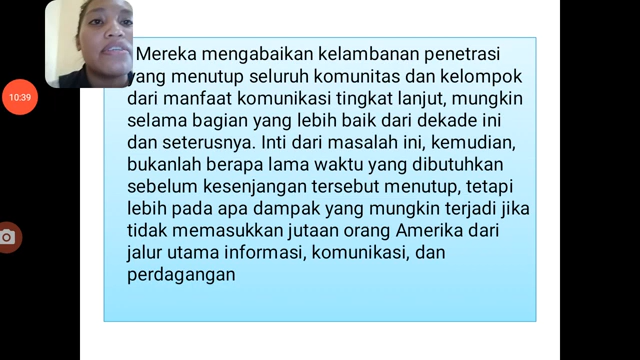 Mereka mengabaikan kelambanan penetrasi
yang menutup seluruh komunitas dan kelompok
dari manfaat komunikasi tingkat lanjut, mungkin
selama bagian yang lebih baik dari dekade ini
dan seterusnya. Inti dari masalah ini, kemudian,
bukanlah berapa lama waktu yang dibutuhkan
sebelum kesenjangan tersebut menutup, tetapi
lebih pada apa dampak yang mungkin terjadi jika
tidak memasukkan jutaan orang Amerika dari
jalur utama informasi, komunikasi, dan
perdagangan
10:39